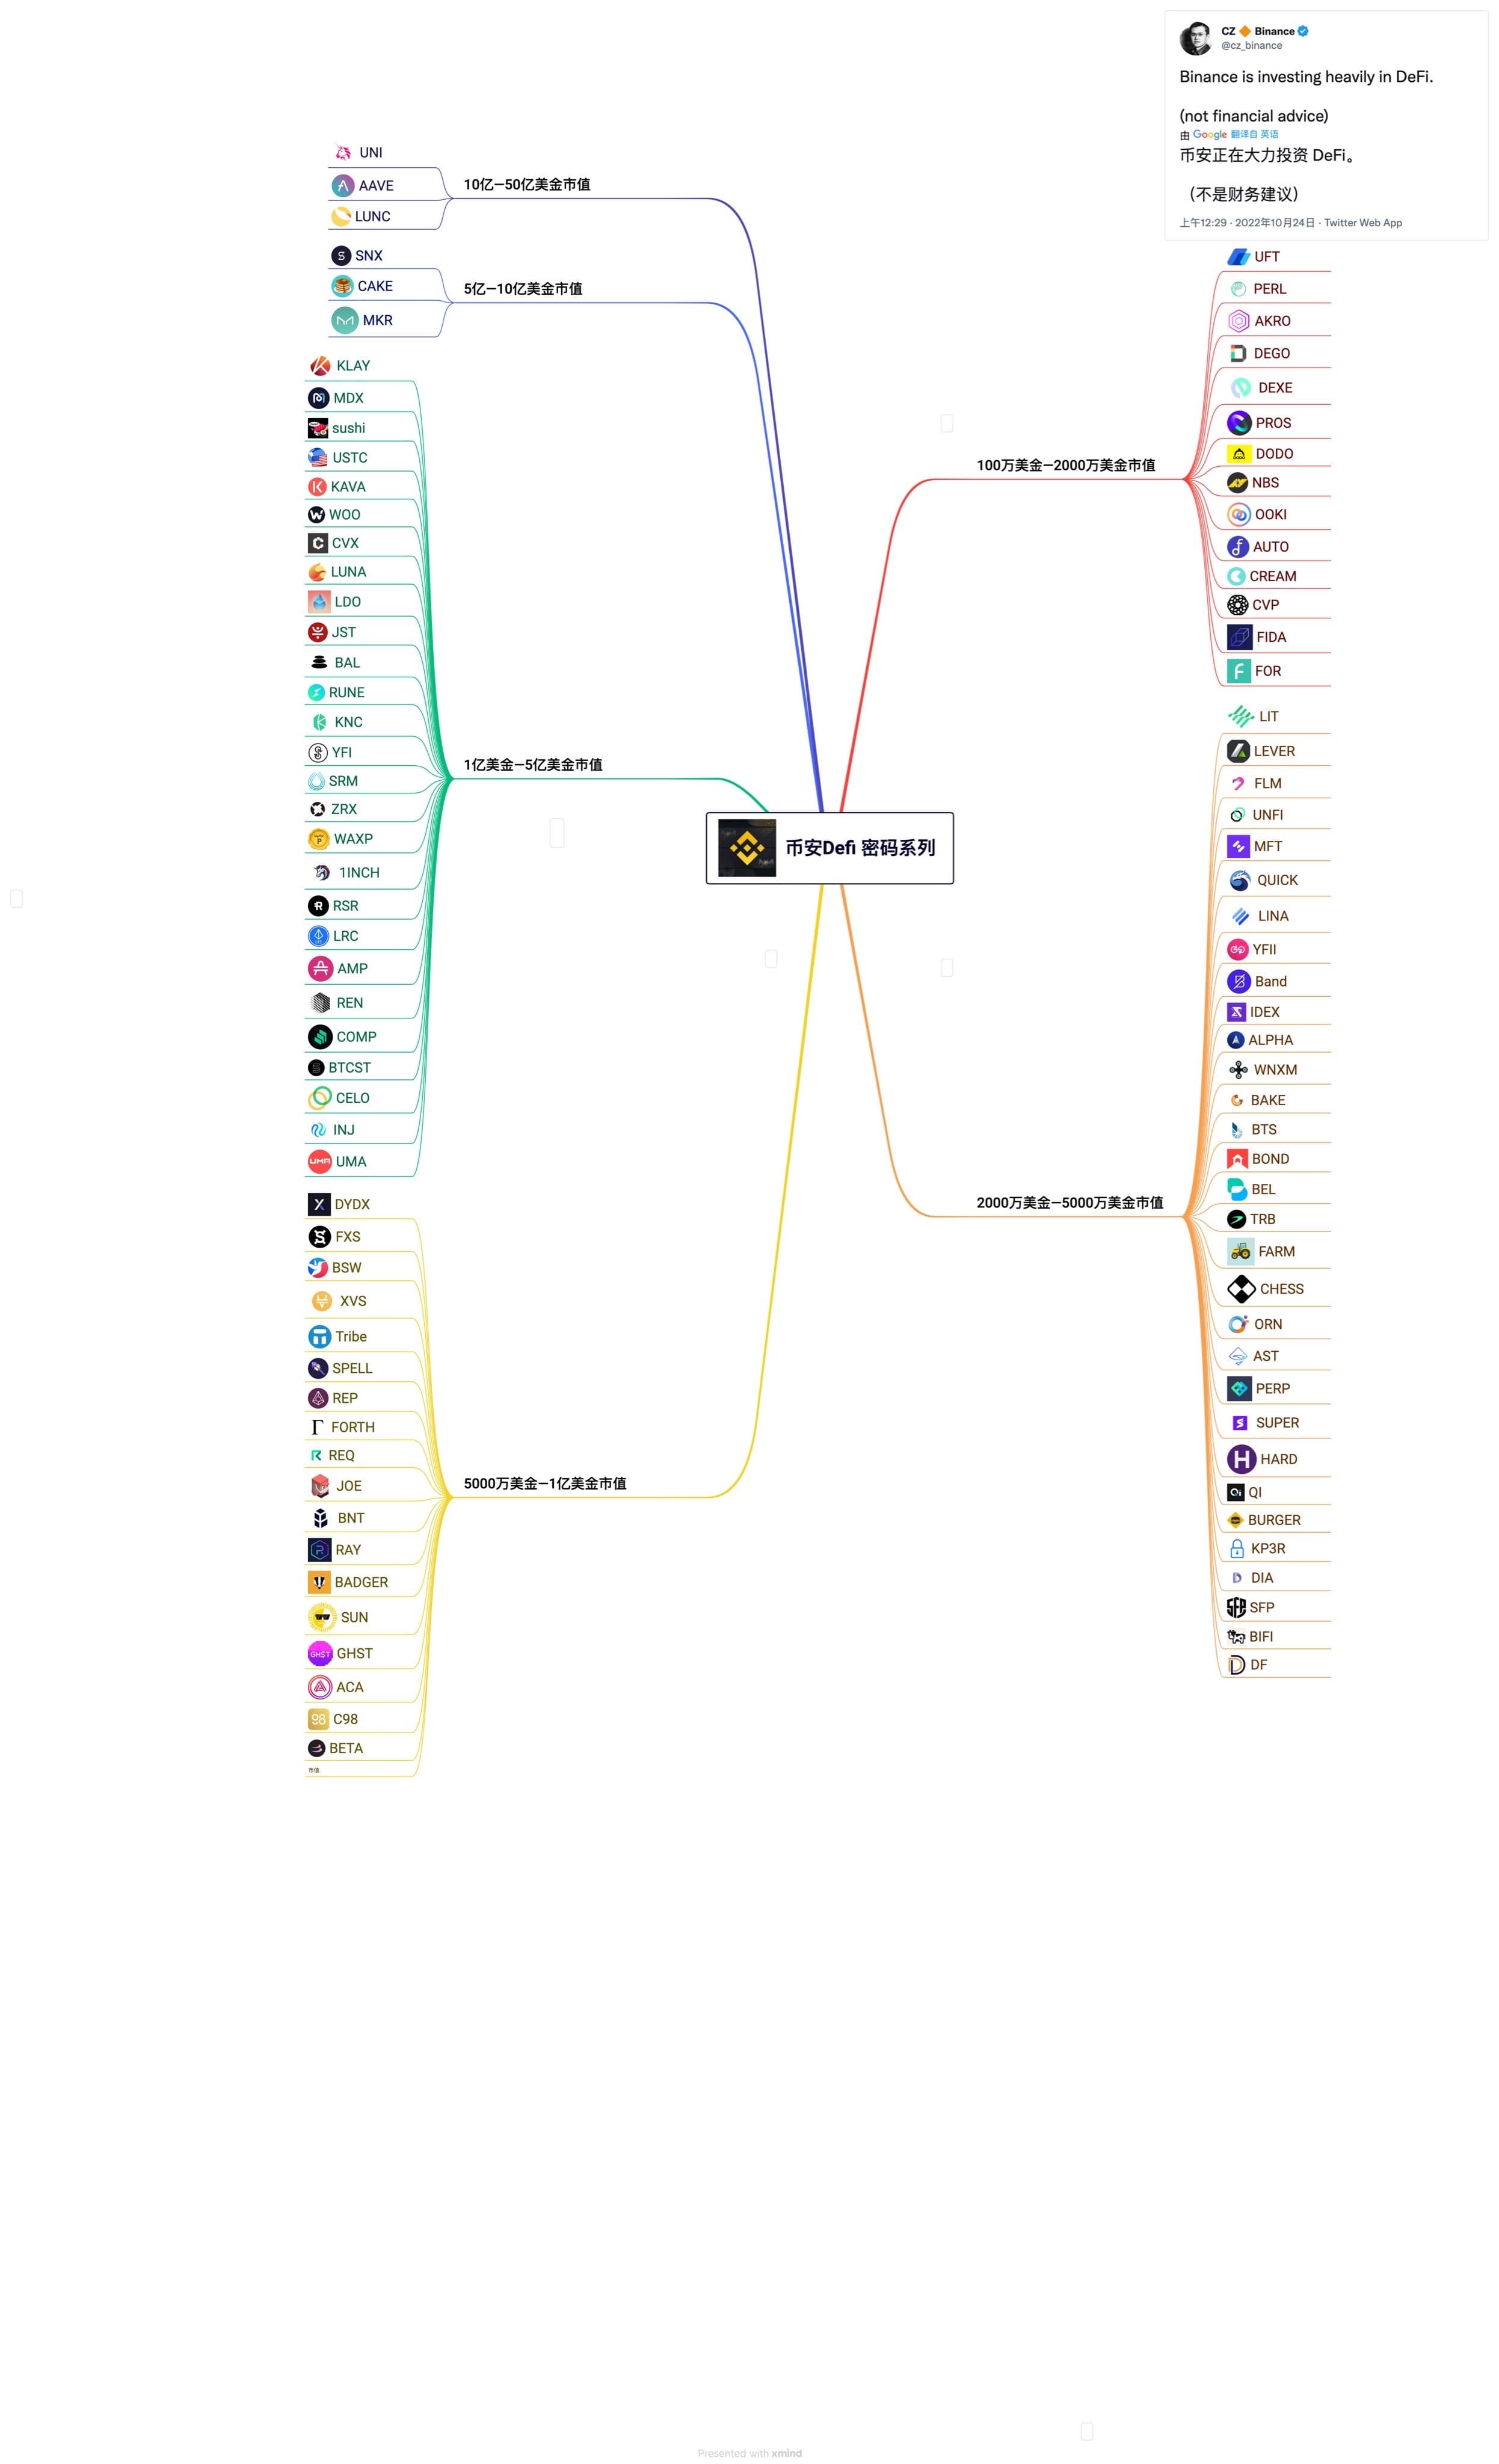 CZ 🔶 Binance
@cz_binance
Binance is investing heavily in DeFi.
(not financial advice)
由 Google 翻译自 英语
币安正在大力投资 DeFi。
（不是财务建议）
上午12:29 · 2022年10月24日 · Twitter Web App
币安Defi 密码系列
10亿—50亿美金市值
UNI
AAVE
LUNC
5亿—10亿美金市值
SNX
CAKE
MKR
1亿美金—5亿美金市值
KLAY
MDX
sushi
USTC
KAVA
WOO
CVX
LUNA
LDO
JST
BAL
RUNE
KNC
YFI
SRM
ZRX
WAXP
1INCH
RSR
LRC
AMP
REN
COMP
BTCST
CELO
INJ
UMA
5000万美金—1亿美金市值
DYDX
FXS
BSW
XVS
Tribe
SPELL
REP
FORTH
REQ
JOE
BNT
RAY
BADGER
SUN
GHST
ACA
C98
BETA
市值
100万美金—2000万美金市值
UFT
PERL
AKRO
DEGO
DEXE
PROS
DODO
NBS
OOKI
AUTO
CREAM
CVP
FIDA
FOR
2000万美金—5000万美金市值
LIT
LEVER
FLM
UNFI
MFT
QUICK
LINA
YFII
Band
IDEX
ALPHA
WNXM
BAKE
BTS
BOND
BEL
TRB
FARM
CHESS
ORN
AST
PERP
SUPER
HARD
QI
BURGER
KP3R
DIA
SFP
BIFI
DF
Presented with xmind